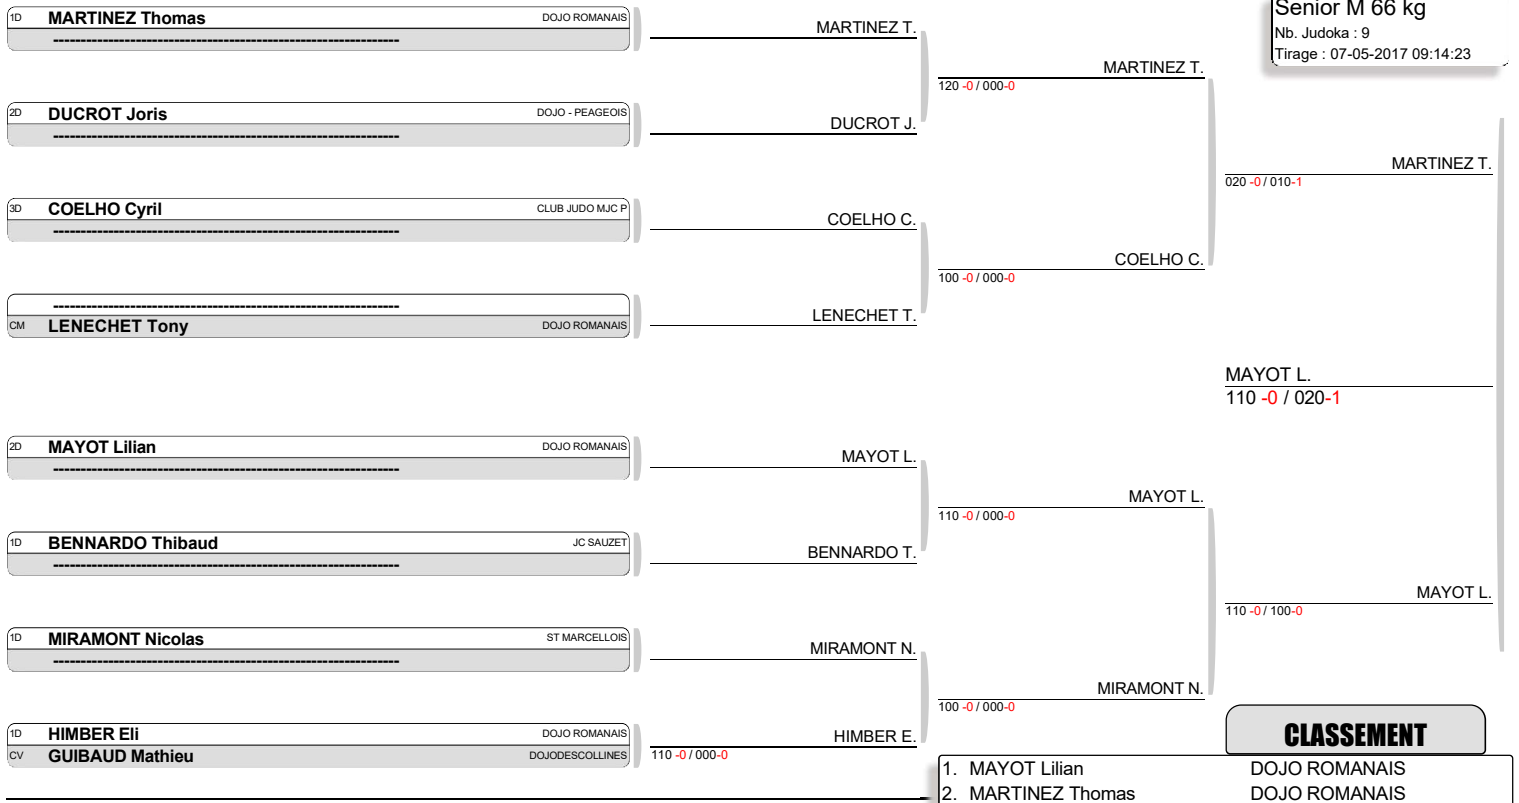 Senior M 66 kg
Nb. Judoka : 9
Tirage : 07-05-2017 09:14:23
1D MARTINEZ Thomas DOJO ROMANAIS
----------------------------------------------------------------------
2D DUCROT Joris DOJO - PEAGEOIS
----------------------------------------------------------------------
3D COELHO Cyril CLUB JUDO MJC P
----------------------------------------------------------------------
----------------------------------------------------------------------
CM LENECHET Tony DOJO ROMANAIS
2D MAYOT Lilian DOJO ROMANAIS
----------------------------------------------------------------------
1D BENNARDO Thibaud JC SAUZET
----------------------------------------------------------------------
1D MIRAMONT Nicolas ST MARCELLOIS
----------------------------------------------------------------------
1D HIMBER Eli DOJO ROMANAIS
CV GUIBAUD Mathieu DOJODESCOLLINES
MARTINEZ T.
DUCROT J.
COELHO C.
LENECHET T.
MAYOT L.
BENNARDO T.
MIRAMONT N.
HIMBER E.
110 -0 / 000-0
MARTINEZ T.
120 -0 / 000-0
COELHO C.
100 -0 / 000-0
MAYOT L.
110 -0 / 000-0
MIRAMONT N.
100 -0 / 000-0
MARTINEZ T.
020 -0 / 010-1
MAYOT L.
110 -0 / 020-1
MAYOT L.
110 -0 / 100-0
CLASSEMENT
1. MAYOT Lilian DOJO ROMANAIS
2. MARTINEZ Thomas DOJO ROMANAIS